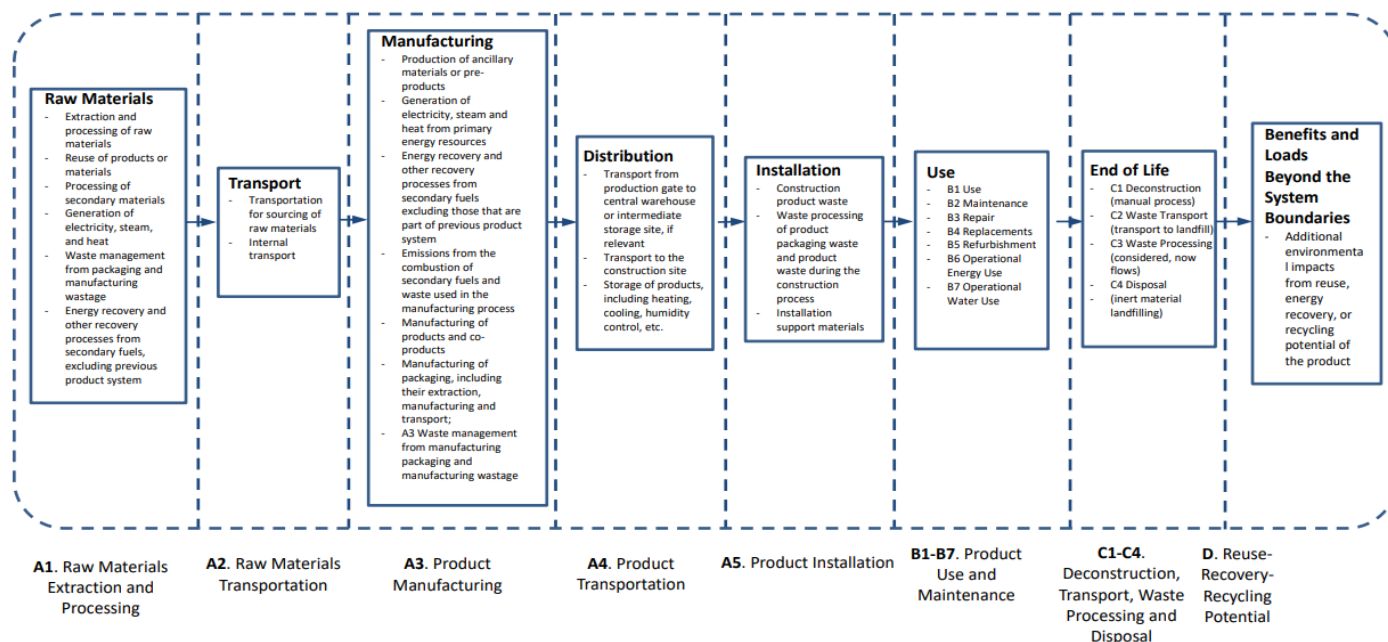 Raw Materials
- Extraction and
processing of raw
materials
- Reuse of products or
materials
- Processing of
secondary materials
- Generation of
electricity, steam,
and heat
- Waste management
from packaging and
manufacturing
wastage
- Energy recovery and
other recovery
processes from
secondary fuels,
excluding previous
product system
Transport
- Transportation
for sourcing of
raw materials
- Internal
transport
Manufacturing
- Production of ancillary
materials or pre-
products
- Generation of
electricity, steam and
heat from primary
energy resources
- Energy recovery and
other recovery
processes from
secondary fuels
excluding those that are
part of previous product
system
- Emissions from the
combustion of
secondary fuels and
waste used in the
manufacturing process
- Manufacturing of
products and co-
products
- Manufacturing of
packaging, including
their extraction,
manufacturing and
transport;
- A3 Waste management
from manufacturing
packaging and
manufacturing wastage
Distribution
- Transport from
production gate to
central warehouse
or intermediate
storage site, if
relevant
- Transport to the
construction site
- Storage of products,
including heating,
cooling, humidity
control, etc.
Installation
- Construction
product waste
- Waste processing
of product
packaging waste
and product
waste during the
construction
process
- Installation
support materials
Use
- B1 Use
- B2 Maintenance
- B3 Repair
- B4 Replacements
- B5 Refurbishment
- B6 Operational
Energy Use
- B7 Operational
Water Use
End of Life
- C1 Deconstruction
(manual process)
- C2 Waste Transport
(transport to landfill)
- C3 Waste Processing
(considered, now
flows)
- C4 Disposal
- (inert material
landfilling)
Benefits and
Loads
Beyond the
System
Boundaries
- Additional
environmenta
l impacts
from reuse,
energy
recovery, or
recycling
potential of
the product
A1. Raw Materials
Extraction and
Processing
A2. Raw Materials
Transportation
A3. Product
Manufacturing
A4. Product
Transportation
A5. Product Installation
B1-B7. Product
Use and
Maintenance
C1-C4.
Deconstruction,
Transport, Waste
Processing and
Disposal
D. Reuse-
Recovery-
Recycling
Potential